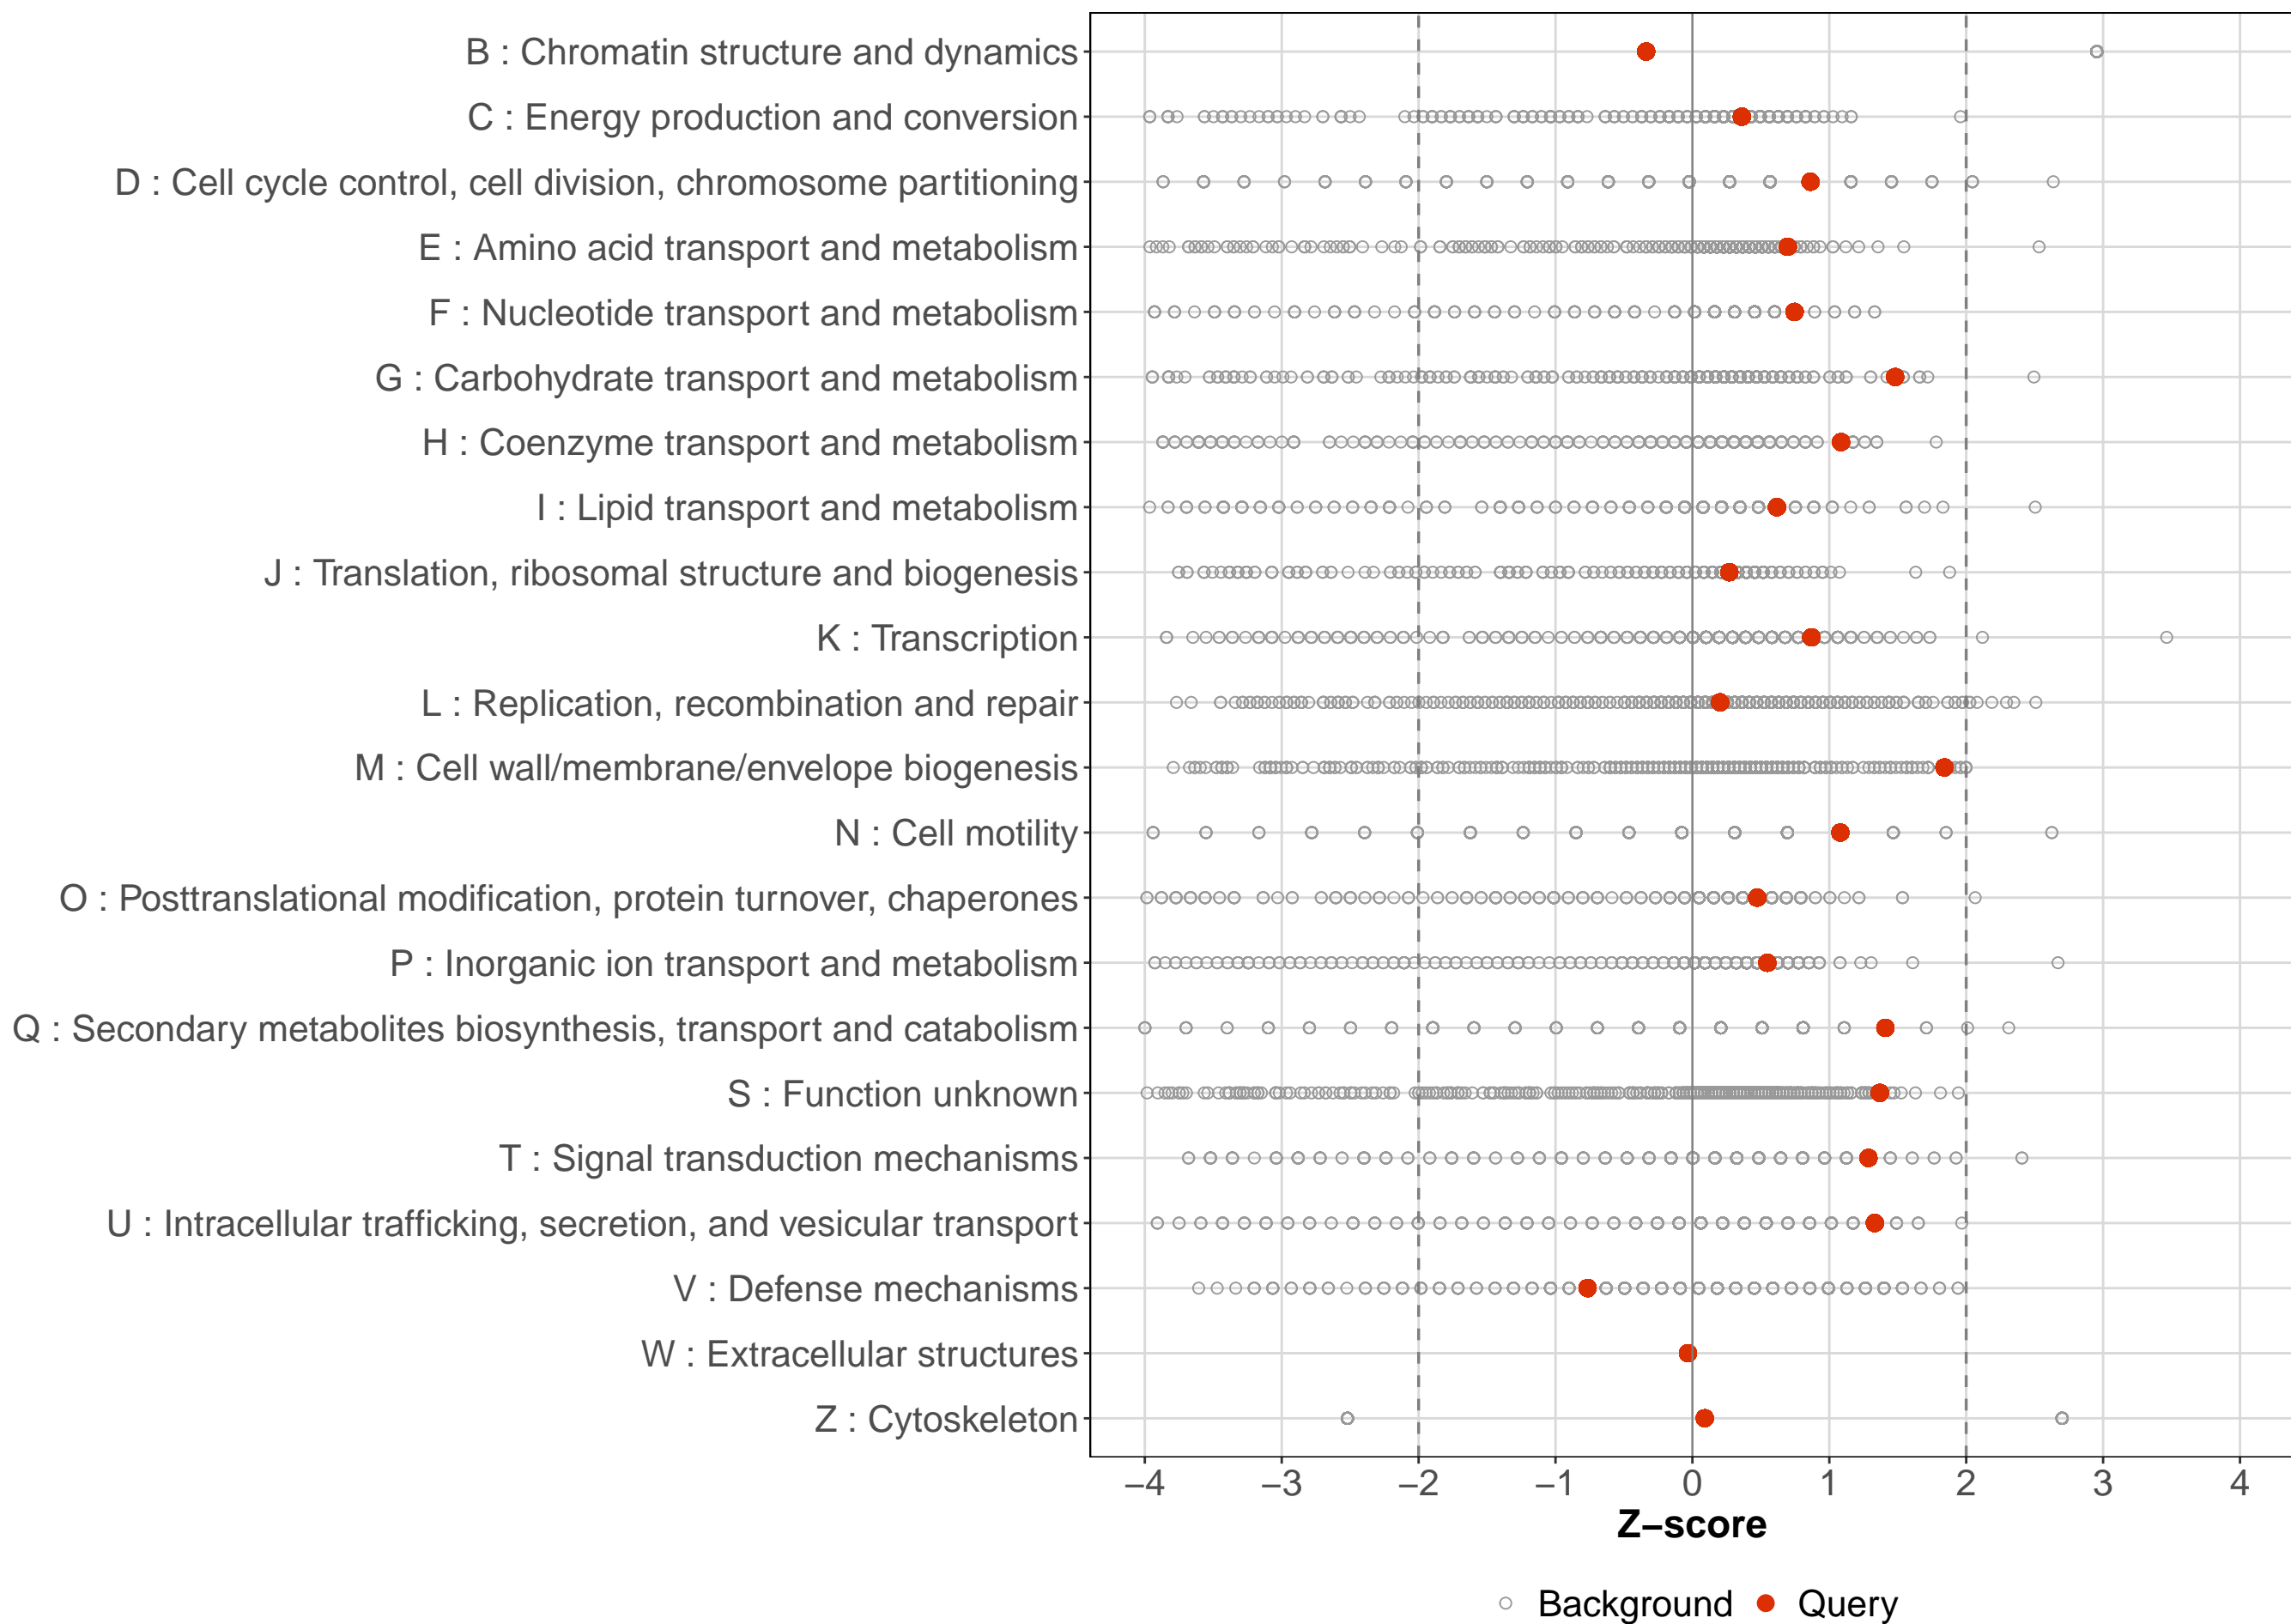 B : Chromatin structure and dynamics
C : Energy production and conversion
D : Cell cycle control, cell division, chromosome partitioning
E : Amino acid transport and metabolism
F : Nucleotide transport and metabolism
G : Carbohydrate transport and metabolism
H : Coenzyme transport and metabolism
I : Lipid transport and metabolism
J : Translation, ribosomal structure and biogenesis
K : Transcription
L : Replication, recombination and repair
M : Cell wall/membrane/envelope biogenesis
N : Cell motility
O : Posttranslational modification, protein turnover, chaperones
P : Inorganic ion transport and metabolism
Q : Secondary metabolites biosynthesis, transport and catabolism
S : Function unknown
T : Signal transduction mechanisms
U : Intracellular trafficking, secretion, and vesicular transport
V : Defense mechanisms
W : Extracellular structures
Z : Cytoskeleton
−4 −3 −2 −1 0 1 2 3 4
Z−score
Background Query